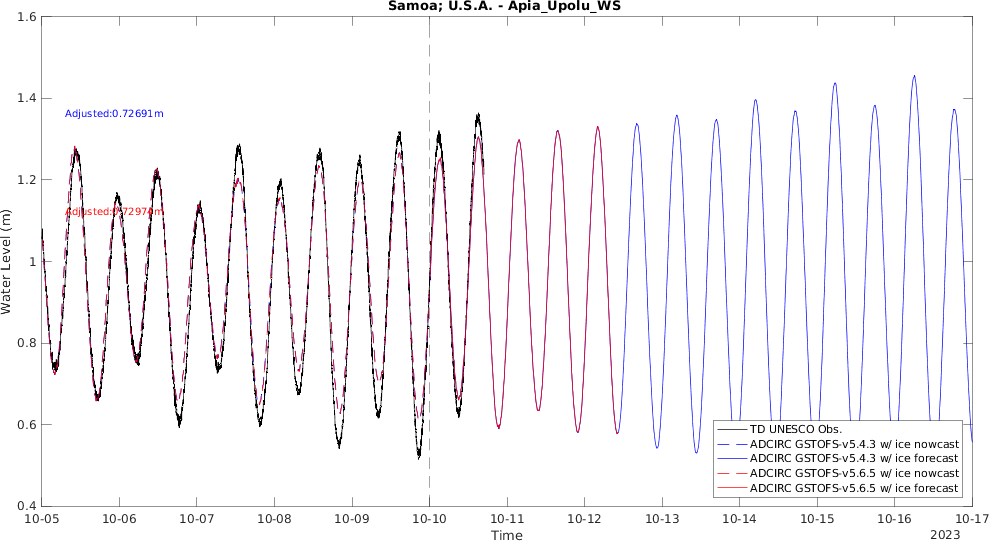 Samoa; U.S.A. - Apia_Upolu_WS
1.6
1.4
1.2
1
0.8
0.6
0.4
Water Level (m)
Adjusted:0.72691m
Adjusted:0.72974m
TD UNESCO Obs.
ADCIRC GSTOFS-v5.4.3 w/ ice nowcast
ADCIRC GSTOFS-v5.4.3 w/ ice forecast
ADCIRC GSTOFS-v5.6.5 w/ ice nowcast
ADCIRC GSTOFS-v5.6.5 w/ ice forecast
10-05 10-06 10-07 10-08 10-09 10-10 10-11 10-12 10-13 10-14 10-15 10-16 10-17
Time
2023